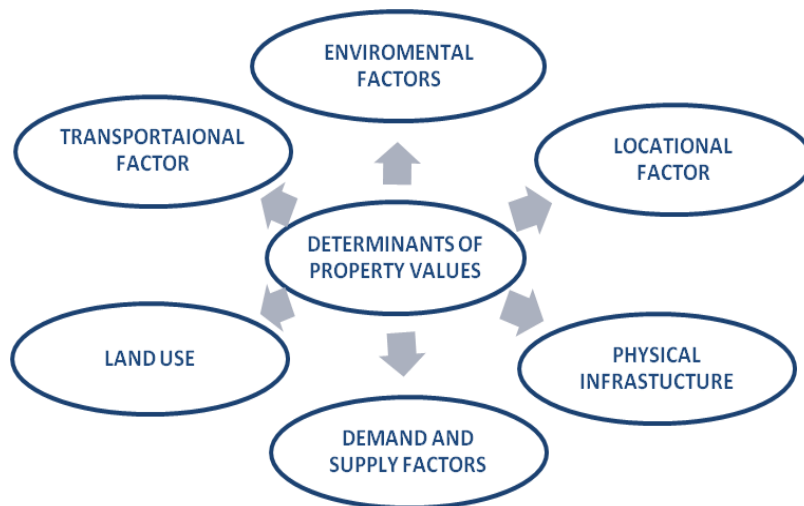 ENVIROMENTAL
FACTORS
TRANSPORTAIONAL
FACTOR
LOCATIONAL
FACTOR
DETERMINANTS OF
PROPERTY VALUES
LAND USE
PHYSICAL
INFRASTUCTURE
DEMAND AND
SUPPLY FACTORS